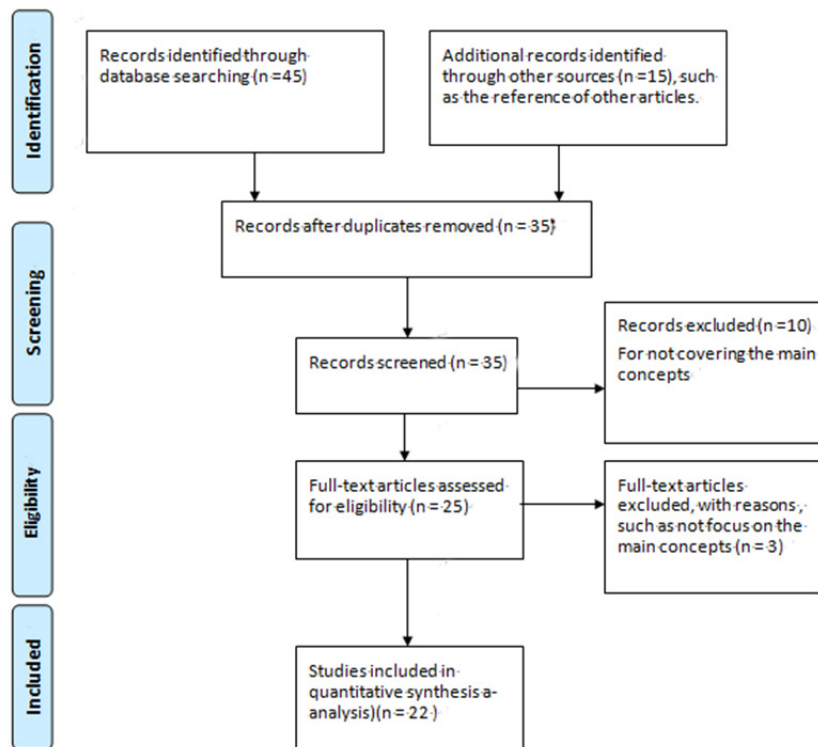 Identification
Records identified through
database searching (n =45)
Additional records identified
through other sources (n =15), such
as the reference of other articles.
Screening
Records after duplicates removed (n = 35)
Records screened (n = 35)
Records excluded (n =10)
For not covering the main
concepts
Eligibility
Full-text articles assessed
for eligibility (n = 25)
Full-text articles
excluded, with reasons ,
such as not focus on the
main concepts (n = 3)
Included
Studies included in
quantitative synthesis a-
analysis)(n = 22 )